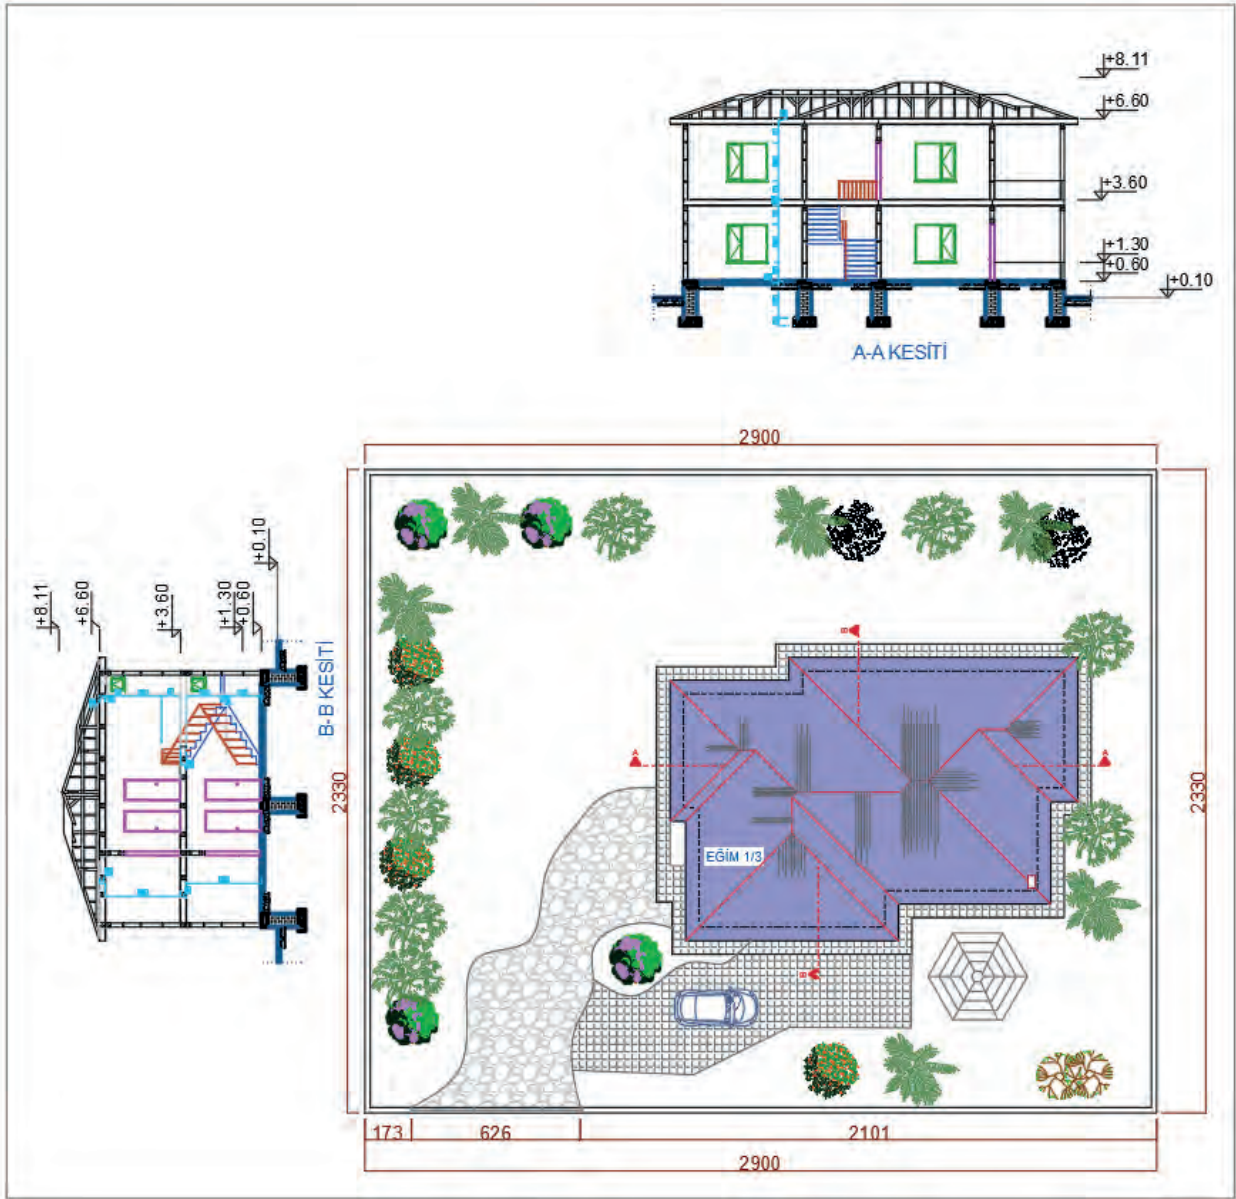 +8.11
+6.60
+3.60
+1.30
+0.60
+0.10
A-A KESİTİ
2900
+0.10
+8.11
+6.60
+3.60
+1.30
+0.60
B-B KESİTİ
2330
2330
B
A
A
EĞİM 1/3
B
173
626
2101
2900